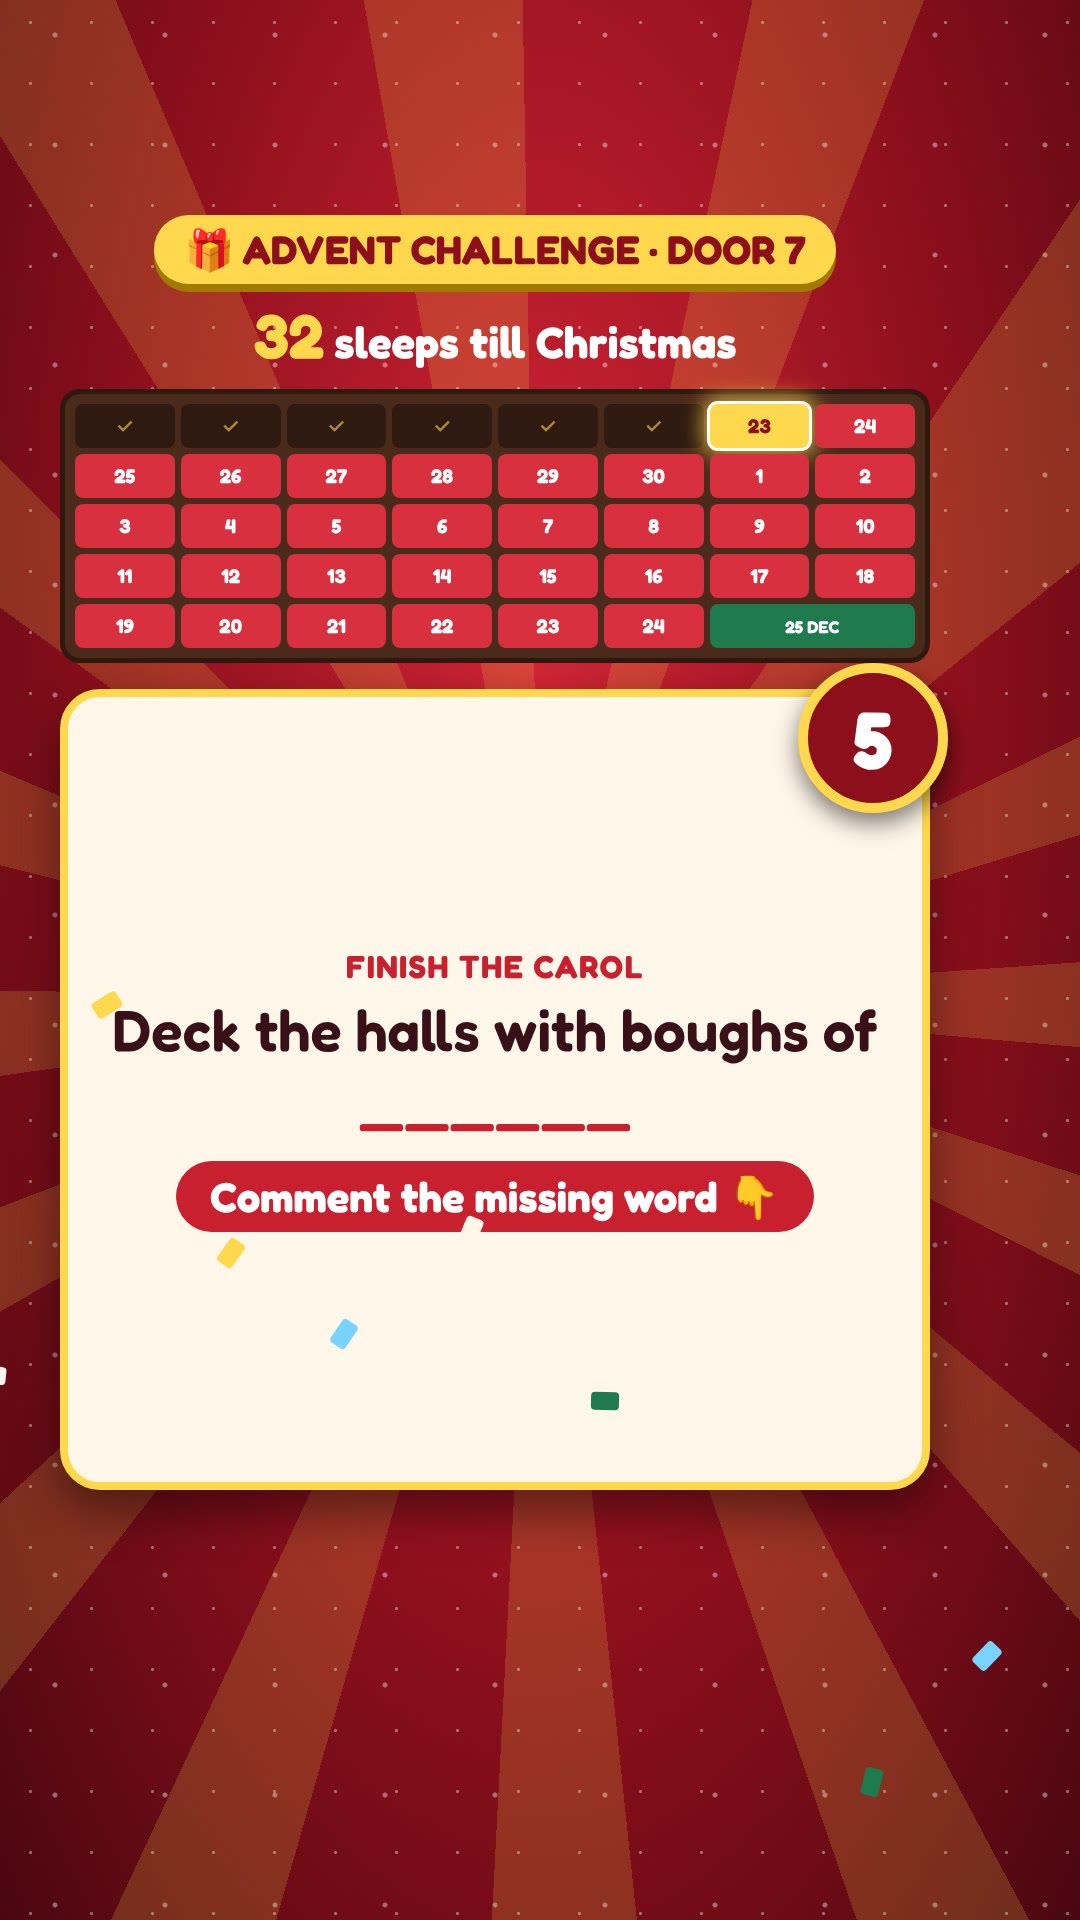 🎁 ADVENT CHALLENGE · DOOR 7
32 sleeps till Christmas
✓ ✓ ✓ ✓ ✓ ✓ 23 24
25 26 27 28 29 30 1 2
3 4 5 6 7 8 9 10
11 12 13 14 15 16 17 18
19 20 21 22 23 24 25 DEC
5
FINISH THE CAROL
Deck the halls with boughs of
______
Comment the missing word 👇